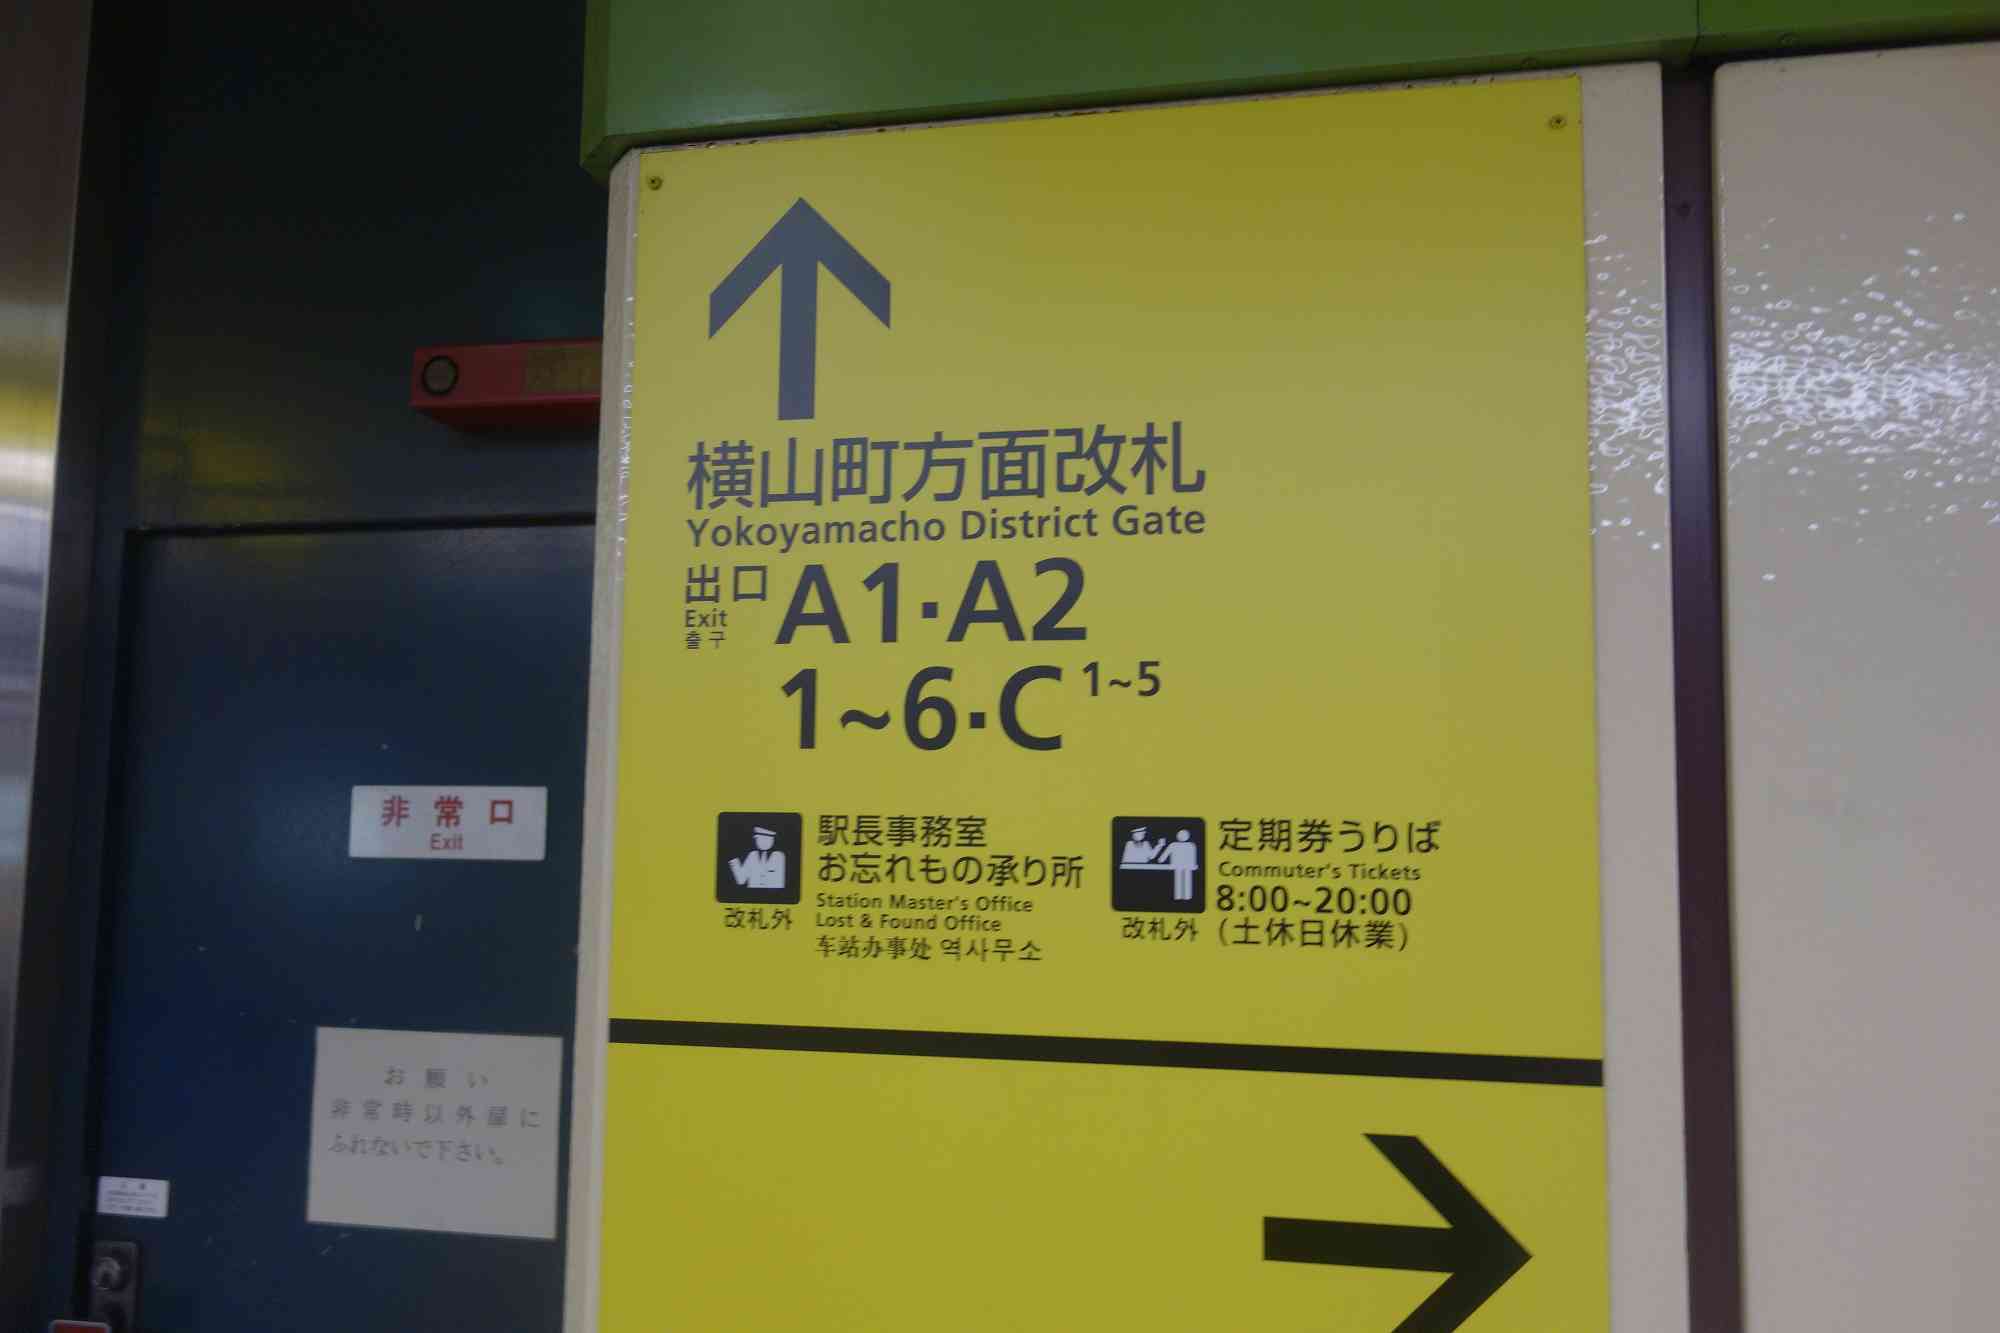 横山町方面改札
Yokoyamacho District Gate
出口 A1·A2
Exit
출구
1~6·C 1~5
駅長事務室
お忘れもの承り所
Station Master's Office
Lost & Found Office
车站办事处 역사무소
改札外
定期券うりば
Commuter's Tickets
8:00~20:00
(土休日休業)
改札外
非常口
Exit
お願い
非常時以外扉に
ふれないで下さい。